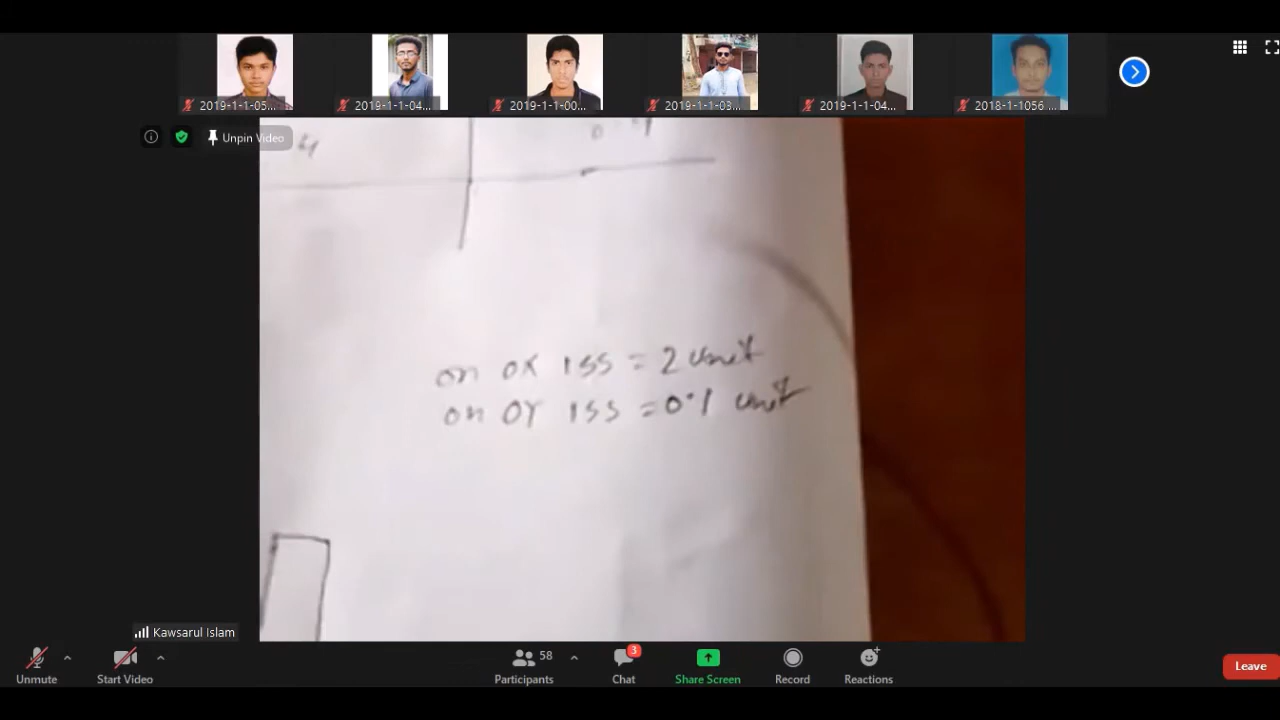 2019-1-1-05...
2019-1-1-04...
2019-1-1-00...
2019-1-1-03...
2019-1-1-04...
2018-1-1056....
Unpin Video
4
on OX 1SS = 2 unit
on OY 1SS = 0.1 unit
Kawsarul Islam
Unmute
Start Video
58
Participants
3
Chat
Share Screen
Record
Reactions
Leave